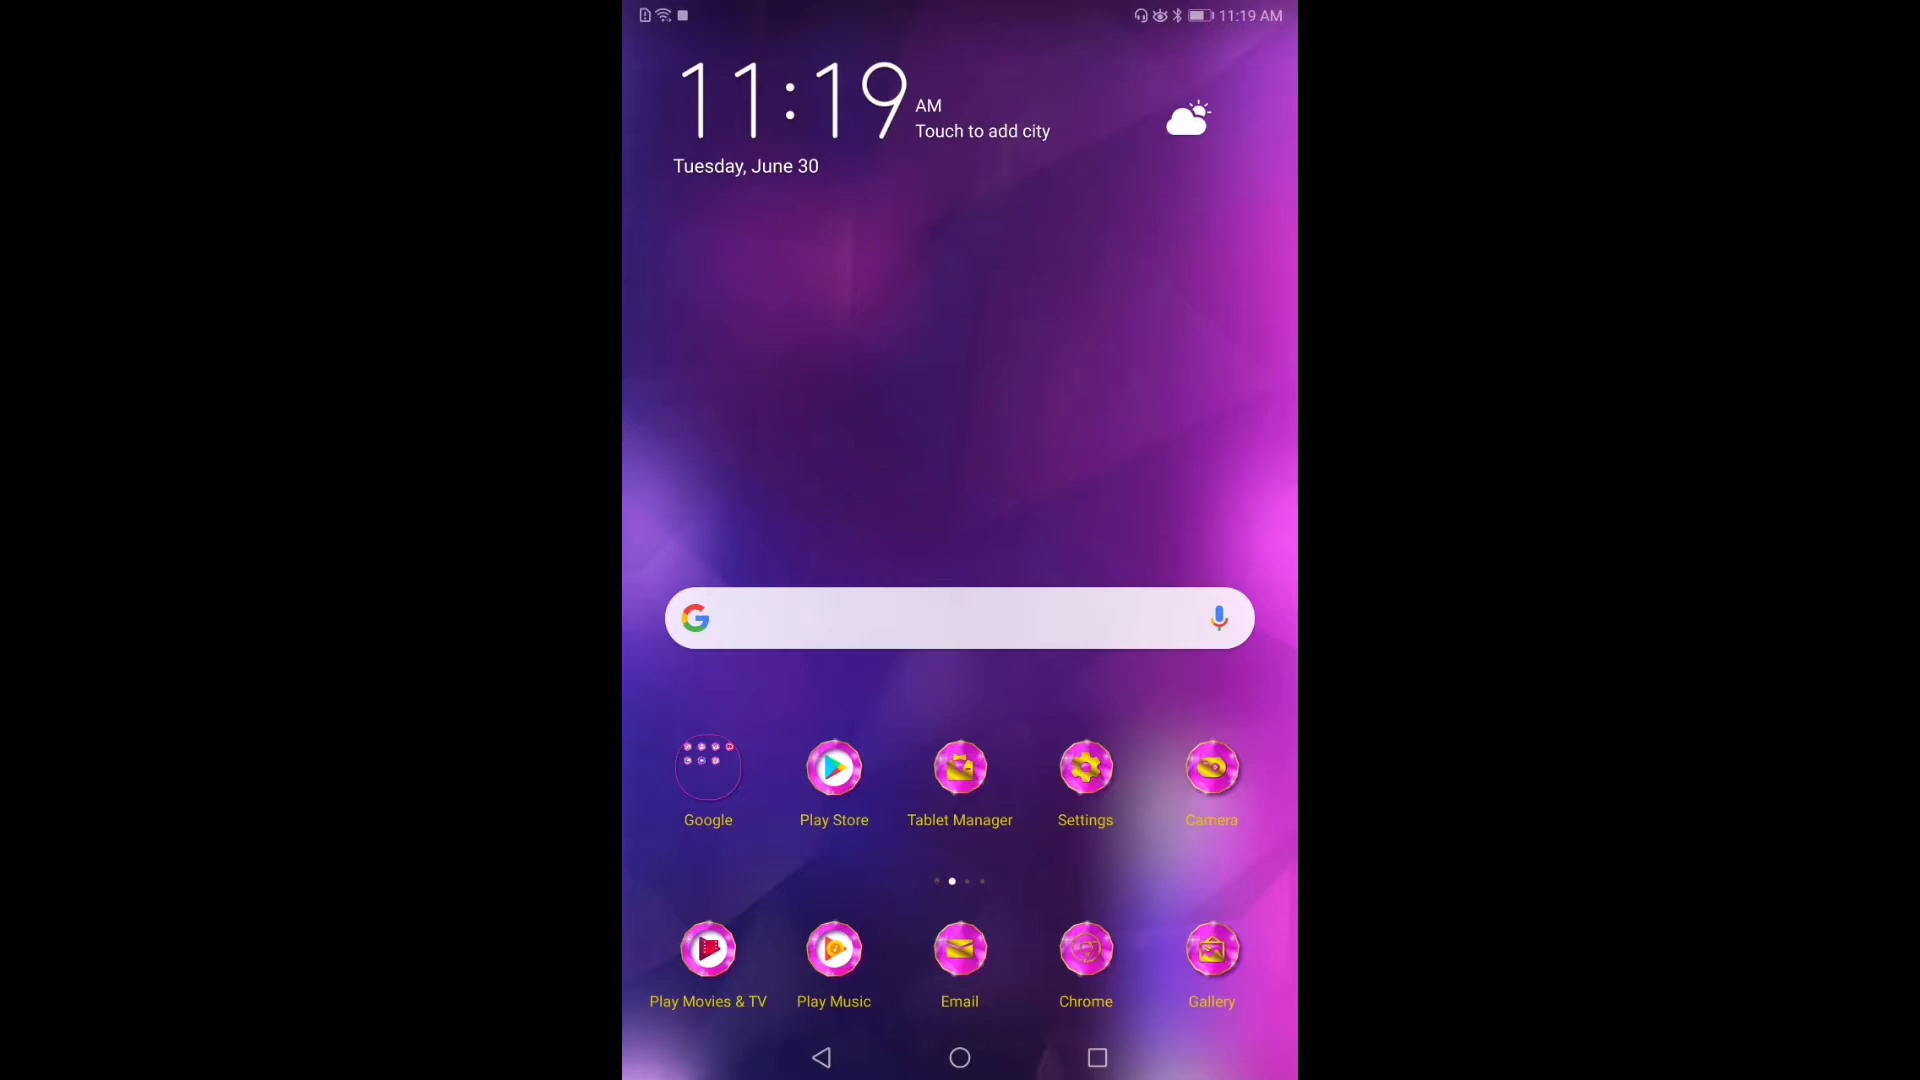 11:19 AM
11:19 AM
Touch to add city
Tuesday, June 30
Google
Play Store
Tablet Manager
Settings
Camera
Play Movies & TV
Play Music
Email
Chrome
Gallery